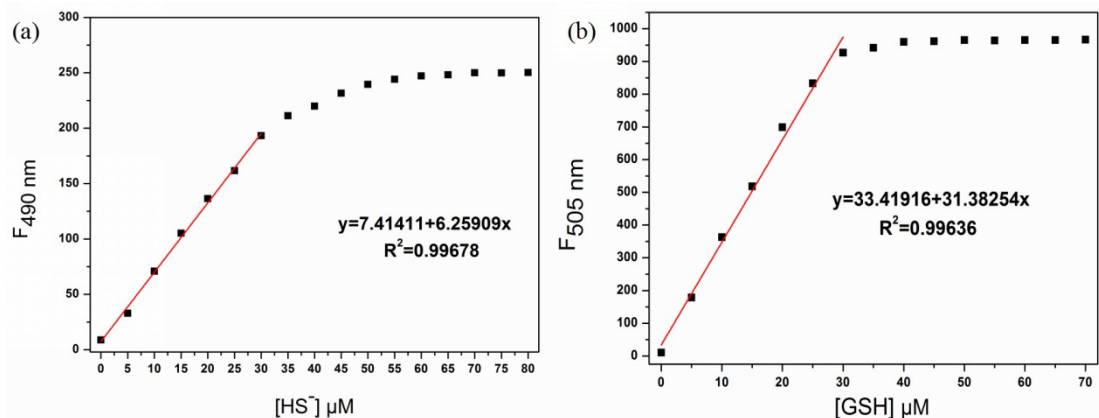 (a)
300
250
200
150
100
50
0
F490 nm
y=7.41411+6.25909x
R²=0.99678
0 5 10 15 20 25 30 35 40 45 50 55 60 65 70 75 80
[HS⁻] µM
(b)
1000
900
800
700
600
500
400
300
200
100
0
F505 nm
y=33.41916+31.38254x
R²=0.99636
0 10 20 30 40 50 60 70
[GSH] µM